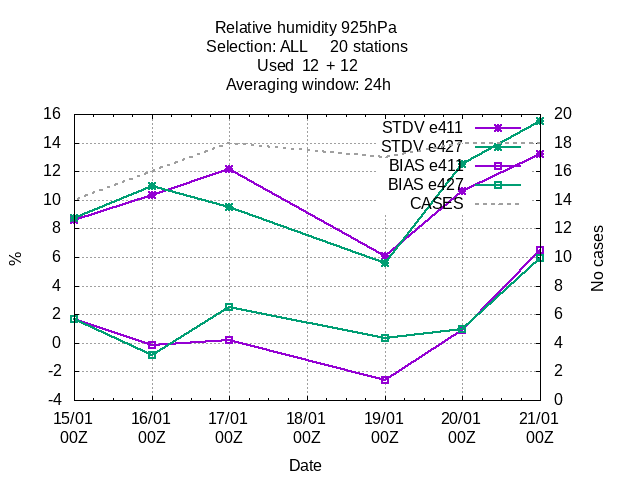 Relative humidity 925hPa
Selection: ALL 20 stations
Used 12 + 12
Averaging window: 24h
16
14
12
10
8
6
4
2
0
-2
-4
%
20
18
16
14
12
10
8
6
4
2
0
No cases
STDV e411
STDV e427
BIAS e411
BIAS e427
CASES
15/01 16/01 17/01 18/01 19/01 20/01 21/01
00Z 00Z 00Z 00Z 00Z 00Z 00Z
Date